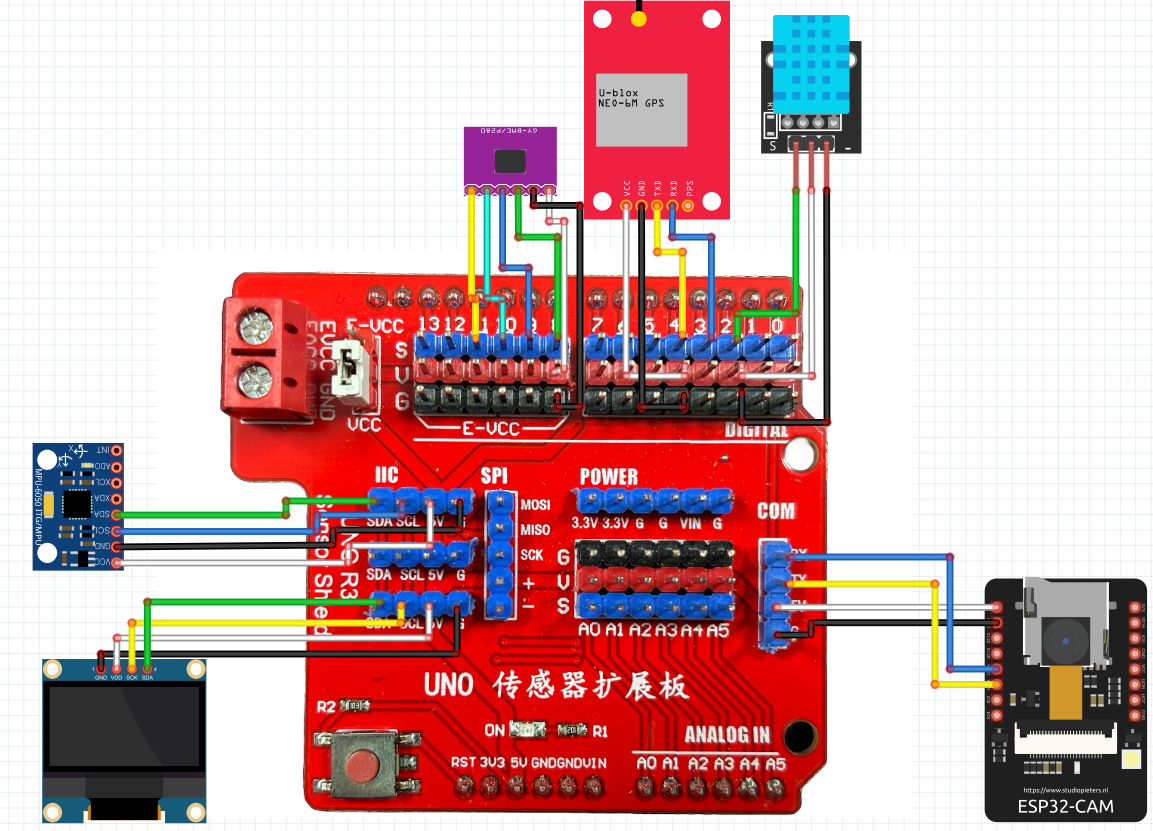 U-blox
NEO-6M GPS
VCC
GND
TXD
RXD
PPS
S
-
GY-BME/P280
E-VCC
13 12 11 10 9 8
7 6 5 4 3 2 1 0
S
V
G
EVCC GND
VCC
E-VCC
DIGITAL
INT
ADO
XCL
XDA
SDA
SCL
GND
VCC
MPU-6050 ITG/MPU
X
Y
IIC
SDA SCL 5V G
SDA SCL 5V G
SDA SCL 5V G
SPI
MOSI
MISO
SCK
+
-
POWER
3.3V 3.3V G G VIN G
G
V
S
A0 A1 A2 A3 A4 A5
COM
UNO R3
Sensor Shield
GND VDD SCK SDA
UNO 传感器扩展板
R2
ON
R1
ANALOG IN
RST 3V3 5V GND GND VIN
A0 A1 A2 A3 A4 A5
https://www.studiopieters.nl
ESP32-CAM